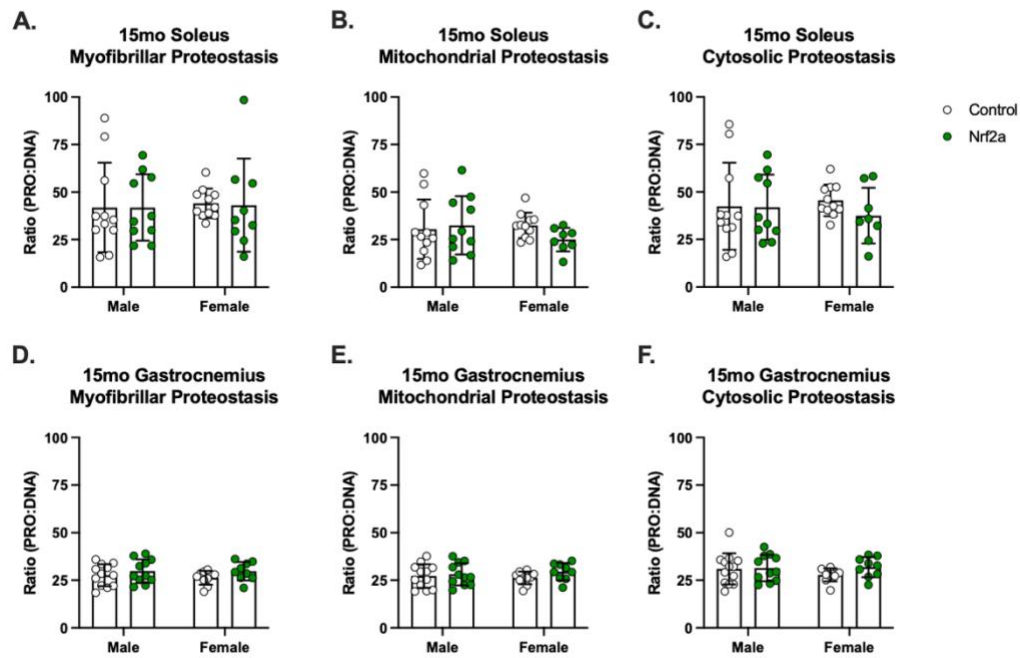 A.
15mo Soleus
Myofibrillar Proteostasis
Ratio (PRO:DNA)
100
75
50
25
0
Male
Female
B.
15mo Soleus
Mitochondrial Proteostasis
Ratio (PRO:DNA)
100
75
50
25
0
Male
Female
C.
15mo Soleus
Cytosolic Proteostasis
Ratio (PRO:DNA)
100
75
50
25
0
Male
Female
Control
Nrf2a
D.
15mo Gastrocnemius
Myofibrillar Proteostasis
Ratio (PRO:DNA)
100
75
50
25
0
Male
Female
E.
15mo Gastrocnemius
Mitochondrial Proteostasis
Ratio (PRO:DNA)
100
75
50
25
0
Male
Female
F.
15mo Gastrocnemius
Cytosolic Proteostasis
Ratio (PRO:DNA)
100
75
50
25
0
Male
Female